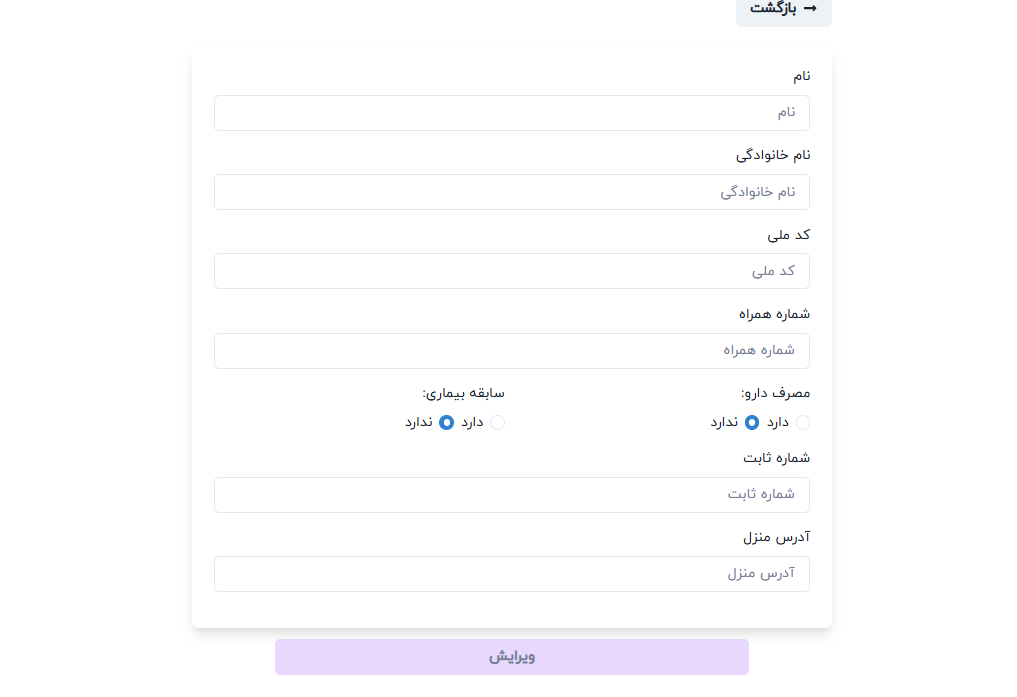 → بازگشت
نام
نام
نام خانوادگی
نام خانوادگی
کد ملی
کد ملی
شماره همراه
شماره همراه
مصرف دارو: سابقه بیماری:
دارد ندارد دارد ندارد
شماره ثابت
شماره ثابت
آدرس منزل
آدرس منزل
ویرایش